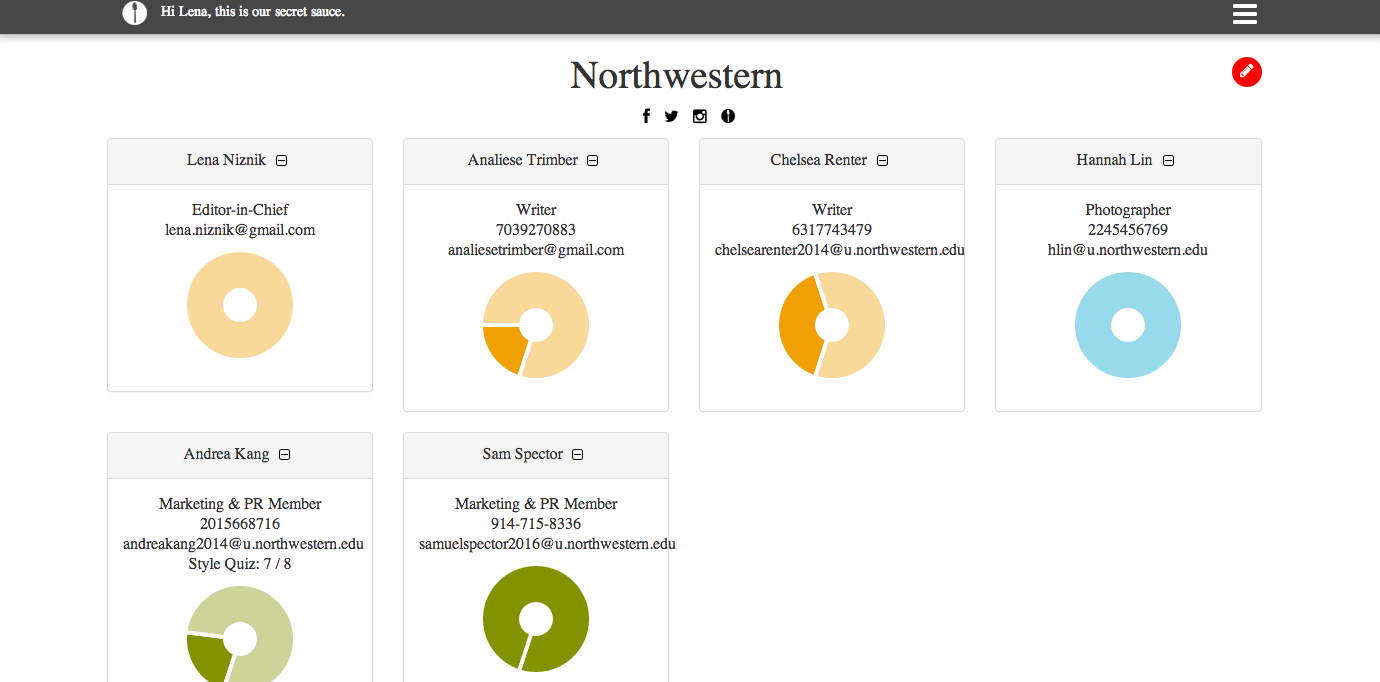 Hi Lena, this is our secret sauce.
Northwestern
Lena Niznik
Editor-in-Chief
lena.niznik@gmail.com
Analiese Trimber
Writer
7039270883
analiesetrimber@gmail.com
Chelsea Renter
Writer
6317743479
chelsearenter2014@u.northwestern.edu
Hannah Lin
Photographer
2245456769
hlin@u.northwestern.edu
Andrea Kang
Marketing & PR Member
2015668716
andreakang2014@u.northwestern.edu
Style Quiz: 7 / 8
Sam Spector
Marketing & PR Member
914-715-8336
samuelspector2016@u.northwestern.edu